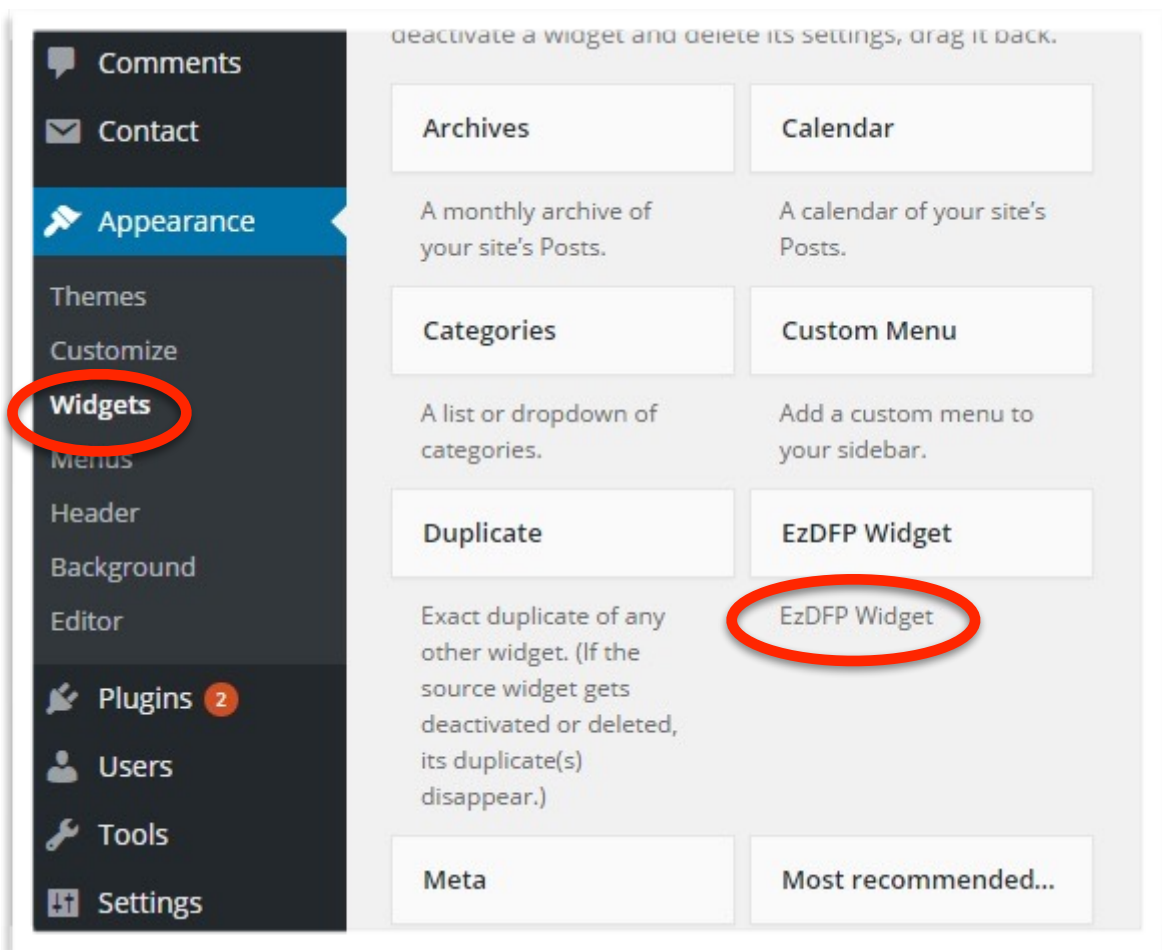 Comments
Contact
Appearance
Themes
Customize
Widgets
Menus
Header
Background
Editor
Plugins 2
Users
Tools
Settings
deactivate a widget and delete its settings, drag it back.
Archives
A monthly archive of
your site's Posts.
Calendar
A calendar of your site's
Posts.
Categories
A list or dropdown of
categories.
Custom Menu
Add a custom menu to
your sidebar.
Duplicate
Exact duplicate of any
other widget. (If the
source widget gets
deactivated or deleted,
its duplicate(s)
disappear.)
EzDFP Widget
EzDFP Widget
Meta
Most recommended...